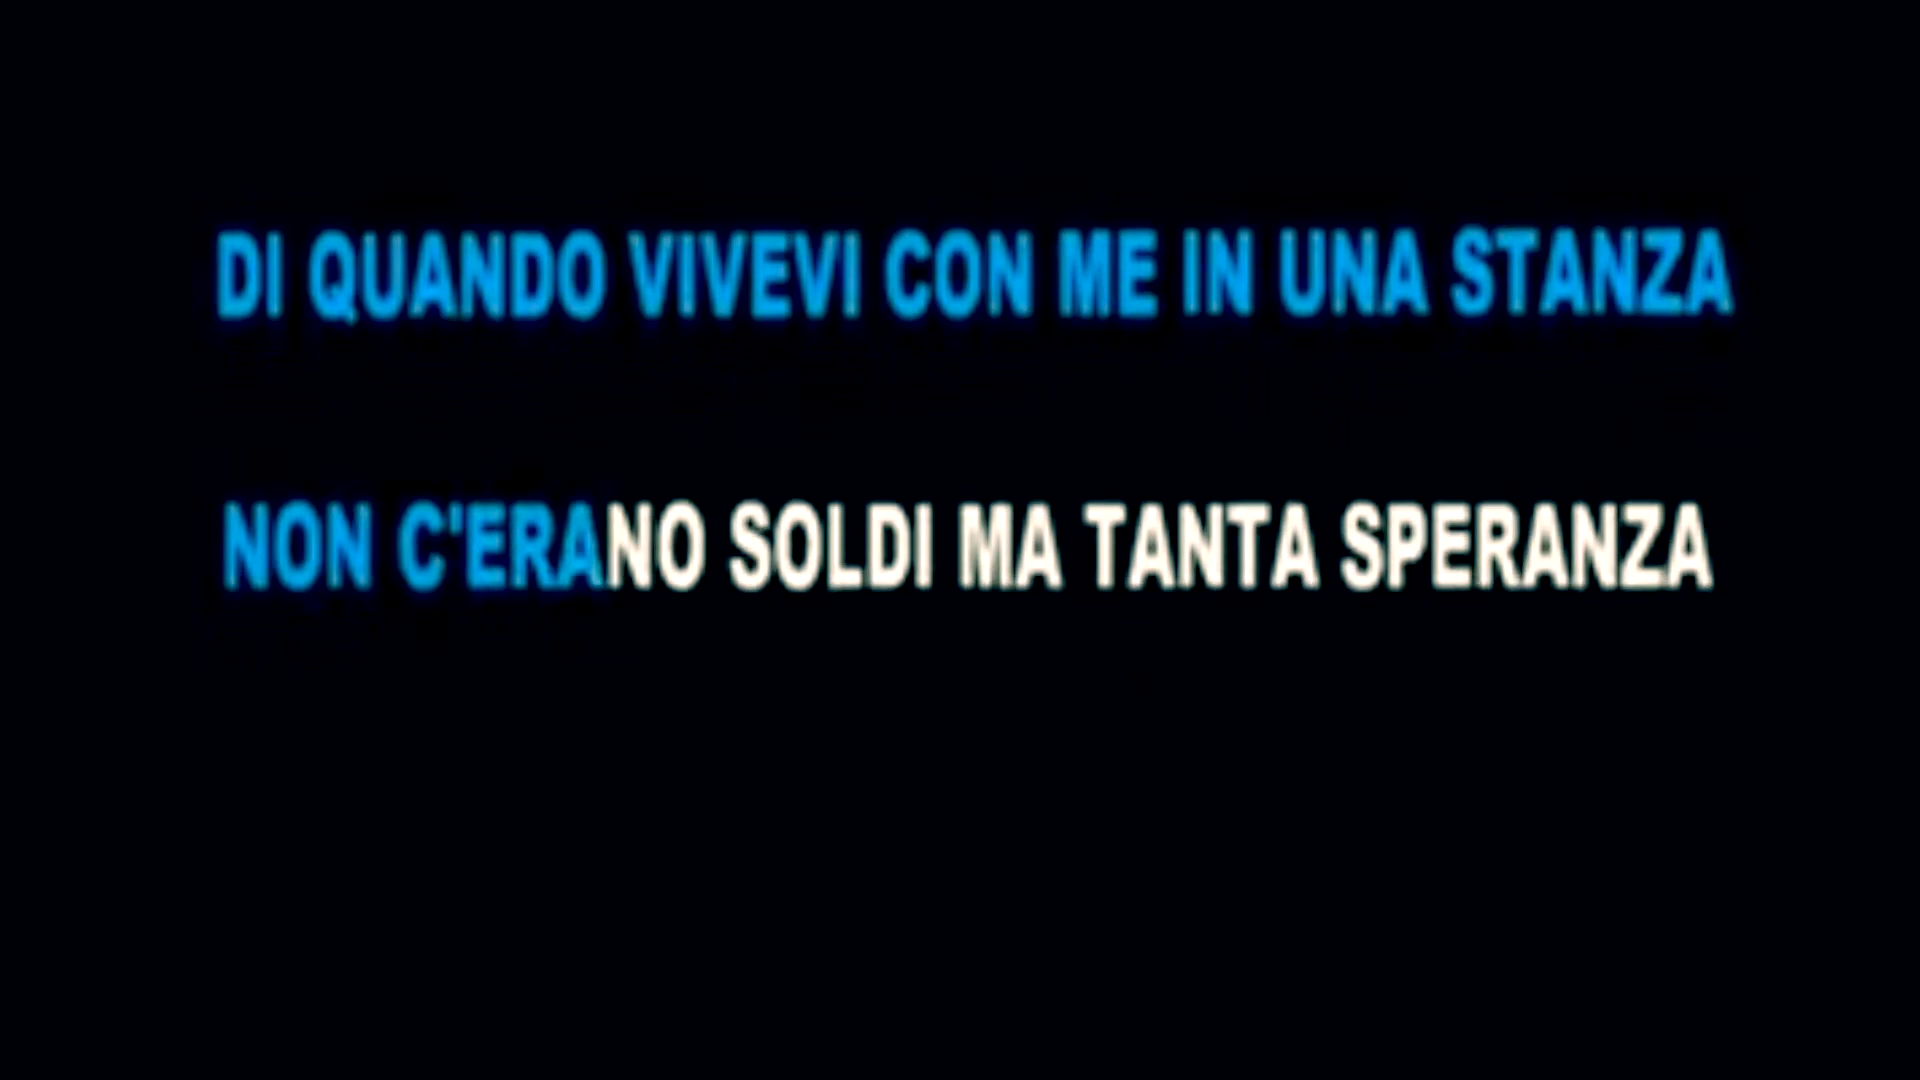 DI QUANDO VIVEVI CON ME IN UNA STANZA
NON C'ERANO SOLDI MA TANTA SPERANZA